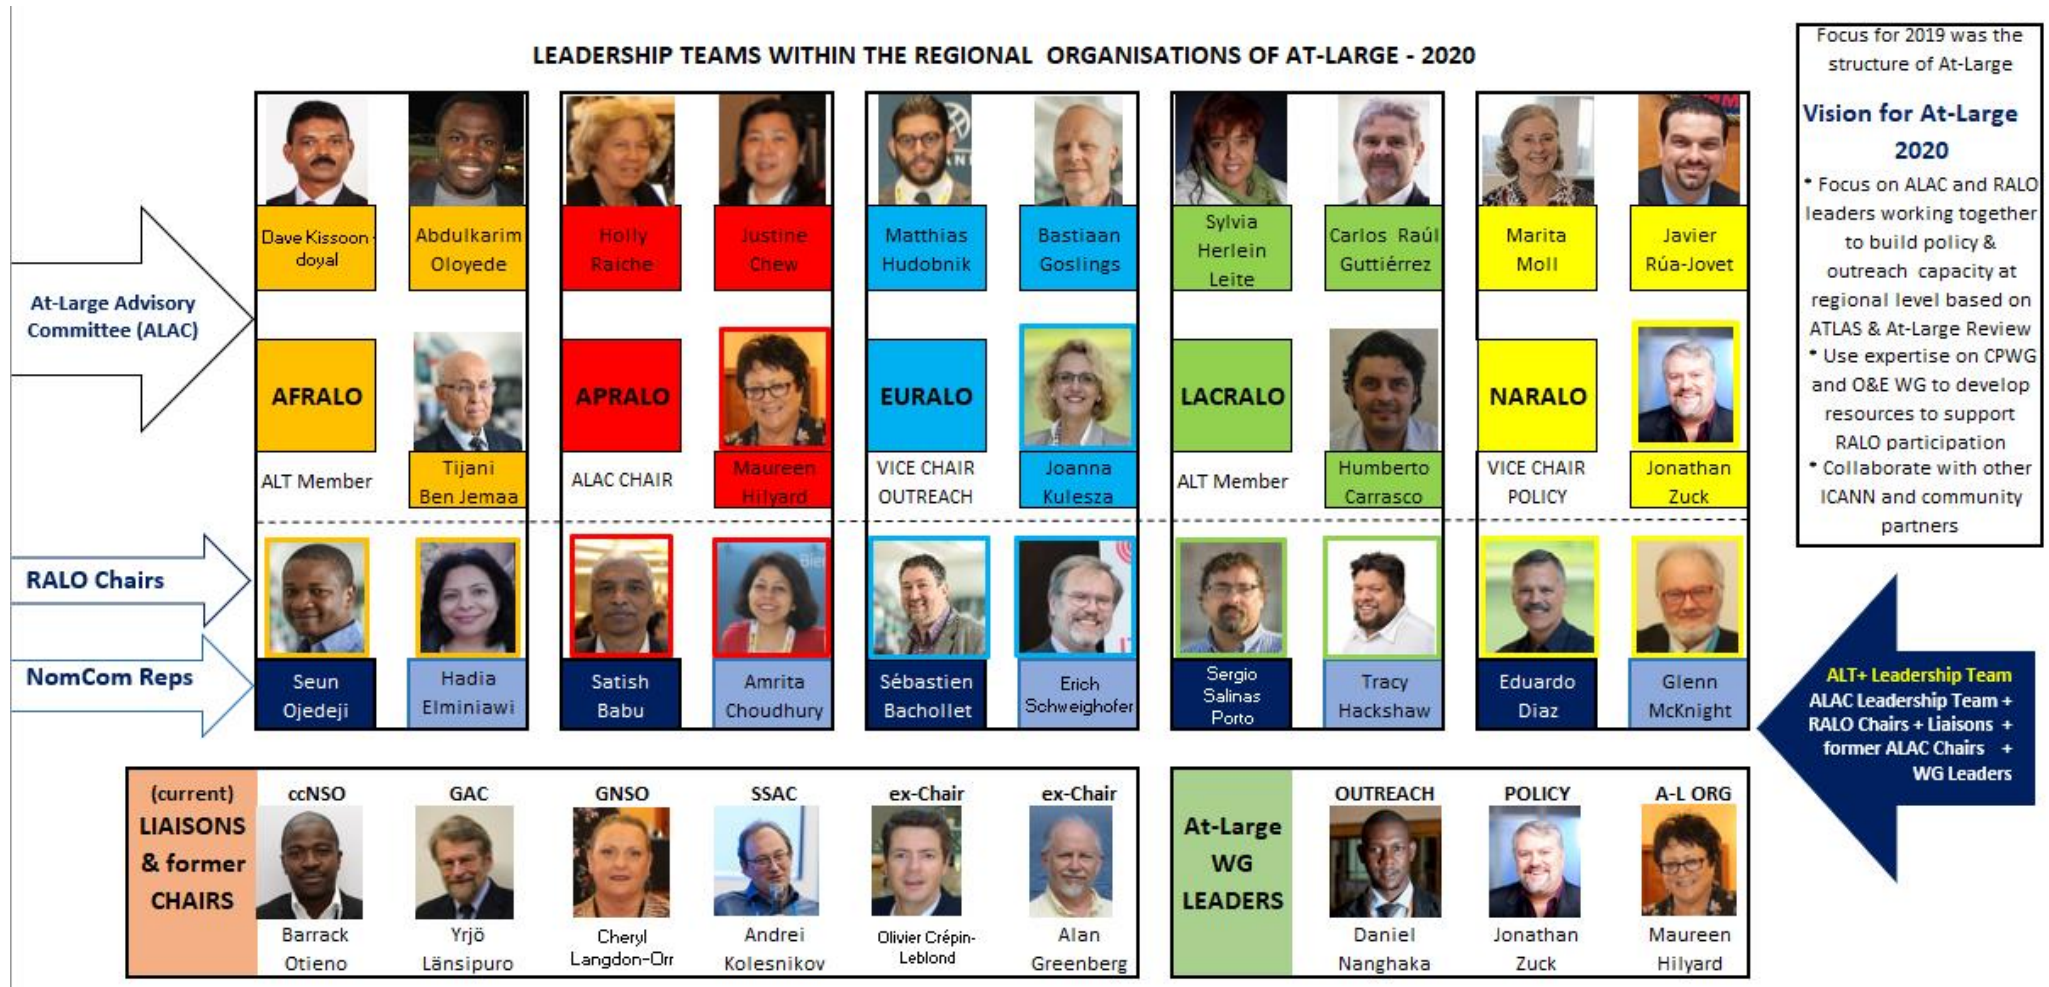 LEADERSHIP TEAMS WITHIN THE REGIONAL ORGANISATIONS OF AT-LARGE - 2020
Focus for 2019 was the
structure of At-Large
Vision for At-Large
2020
* Focus on ALAC and RALO
leaders working together
to build policy &
outreach capacity at
regional level based on
ATLAS & At-Large Review
* Use expertise on CPWG
and O&E WG to develop
resources to support
RALO participation
* Collaborate with other
ICANN and community
partners
At-Large Advisory
Committee (ALAC)
Dave Kissoon-
doyal
Abdulkarim
Oloyede
Holly
Raiche
Justine
Chew
Matthias
Hudobnik
Bastiaan
Goslings
Sylvia
Herlein
Leite
Carlos Raúl
Guttiérrez
Marita
Moll
Javier
Rúa-Jovet
AFRALO
APRALO
EURALO
LACRALO
NARALO
ALT Member
Tijani
Ben Jemaa
ALAC CHAIR
Maureen
Hilyard
VICE CHAIR
OUTREACH
Joanna
Kulesza
ALT Member
Humberto
Carrasco
VICE CHAIR
POLICY
Jonathan
Zuck
RALO Chairs
NomCom Reps
Seun
Ojedeji
Hadia
Elminiawi
Satish
Babu
Amrita
Choudhury
Sébastien
Bachollet
Erich
Schweighofer
Sergio
Salinas
Porto
Tracy
Hackshaw
Eduardo
Diaz
Glenn
McKnight
ALT+ Leadership Team
ALAC Leadership Team +
RALO Chairs + Liaisons +
former ALAC Chairs +
WG Leaders
(current)
LIAISONS
& former
CHAIRS
ccNSO
Barrack
Otieno
GAC
Yrjö
Länsipuro
GNSO
Cheryl
Langdon-Orr
SSAC
Andrei
Kolesnikov
ex-Chair
Olivier Crépin-
Leblond
ex-Chair
Alan
Greenberg
At-Large
WG
LEADERS
OUTREACH
Daniel
Nanghaka
POLICY
Jonathan
Zuck
A-L ORG
Maureen
Hilyard